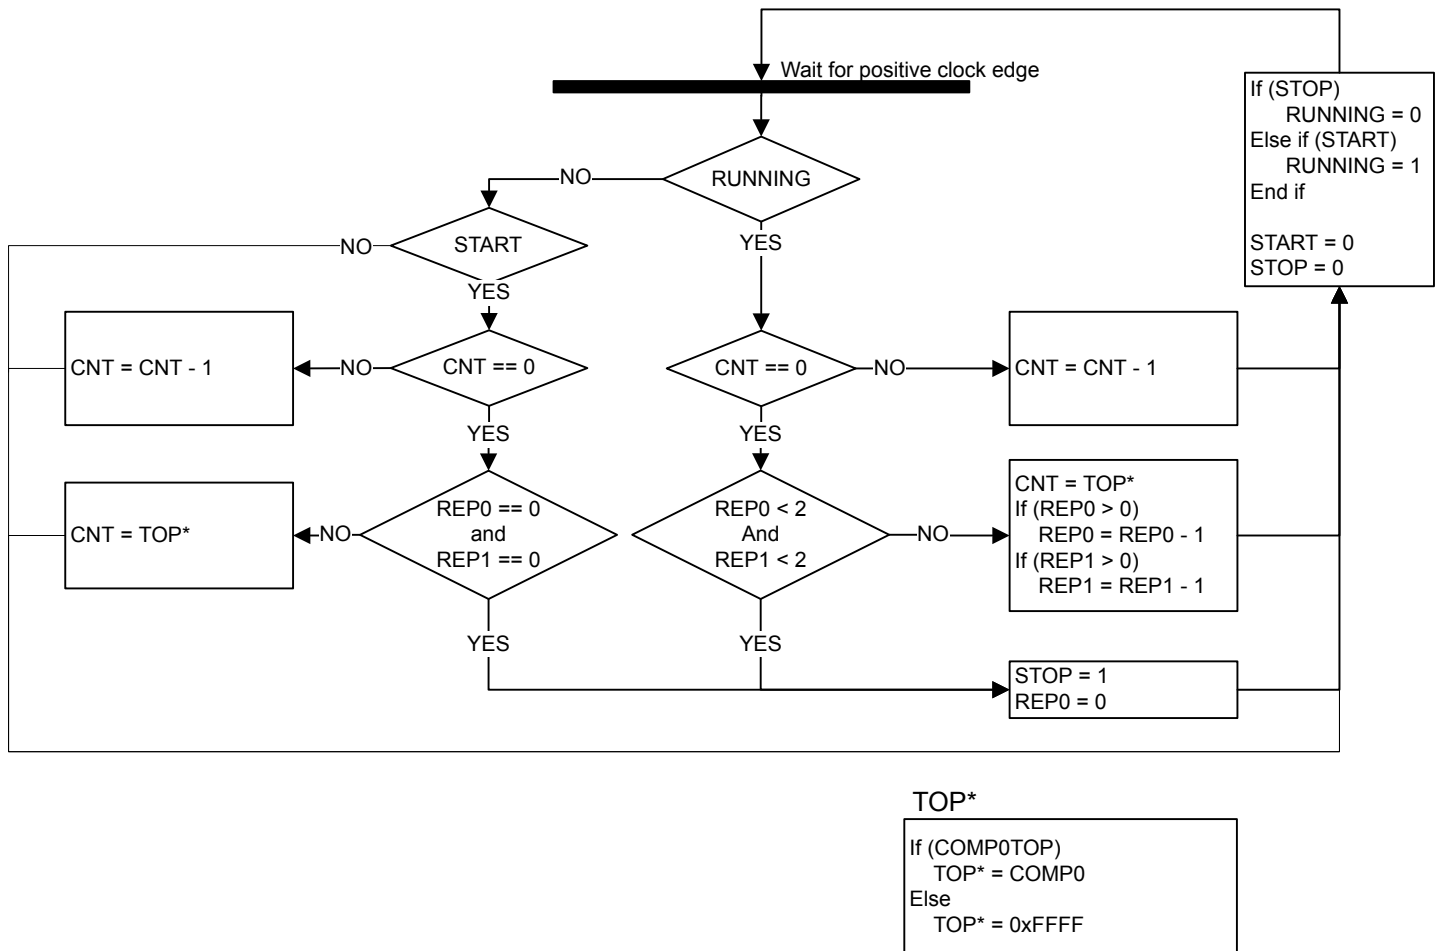 Wait for positive clock edge
If (STOP)
RUNNING = 0
Else if (START)
RUNNING = 1
End if
START = 0
STOP = 0
RUNNING
NO
YES
START
NO
YES
CNT == 0
NO
YES
CNT = CNT - 1
CNT == 0
NO
YES
CNT = CNT - 1
REP0 == 0
and
REP1 == 0
NO
YES
CNT = TOP*
REP0 < 2
And
REP1 < 2
NO
YES
CNT = TOP*
If (REP0 > 0)
REP0 = REP0 - 1
If (REP1 > 0)
REP1 = REP1 - 1
STOP = 1
REP0 = 0
TOP*
If (COMP0TOP)
TOP* = COMP0
Else
TOP* = 0xFFFF